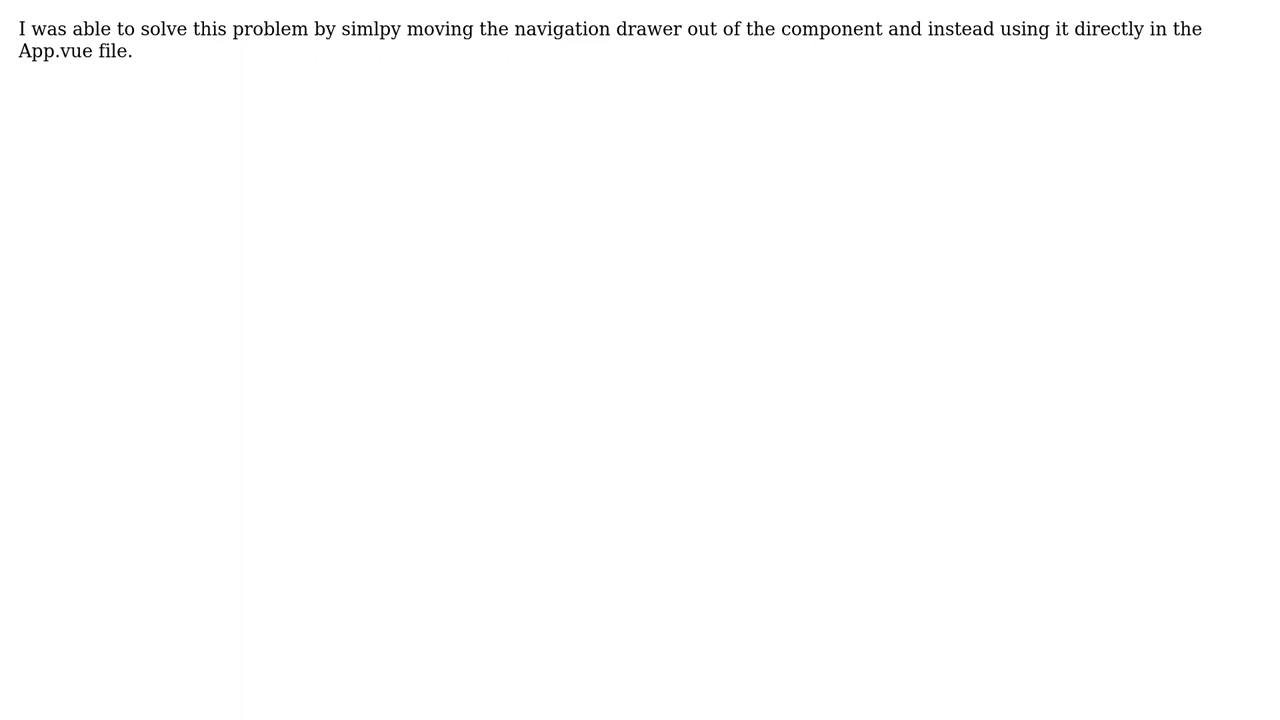 I was able to solve this problem by simlpy moving the navigation drawer out of the component and instead using it directly in the
App.vue file.